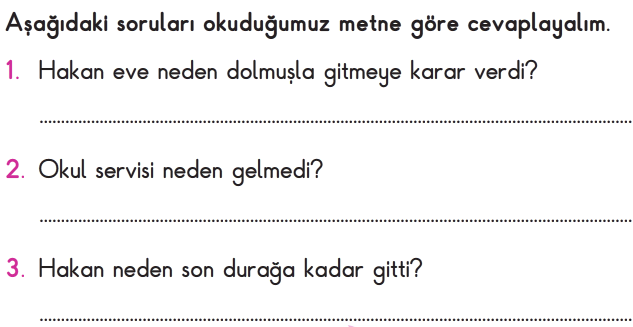 Aşağıdaki soruları okuduğumuz metne göre cevaplayalım.
1. Hakan eve neden dolmuşla gitmeye karar verdi?
2. Okul servisi neden gelmedi?
3. Hakan neden son durağa kadar gitti?